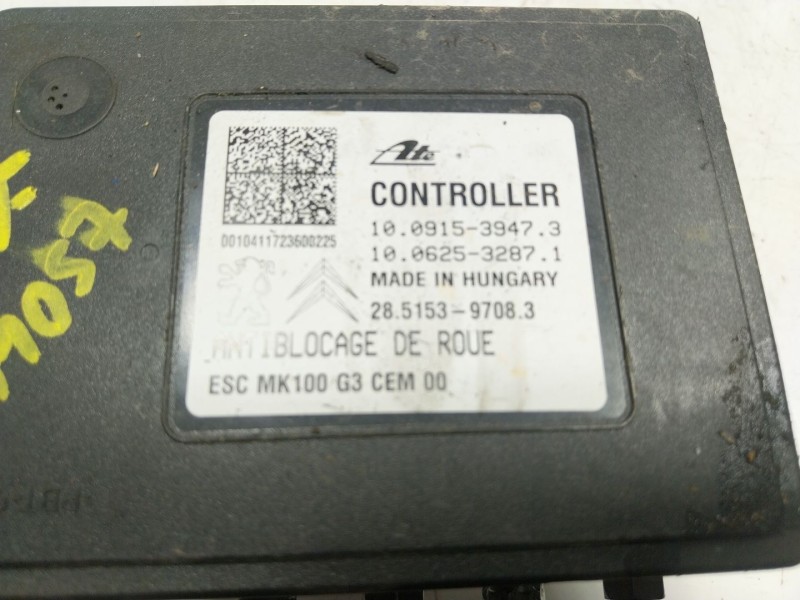 Ate
CONTROLLER
0010411723600225
10.0915-3947.3
10.0625-3287.1
MADE IN HUNGARY
28.5153-9708.3
ANTIBLOCAGE DE ROUE
ESC MK100 G3 CEM 00